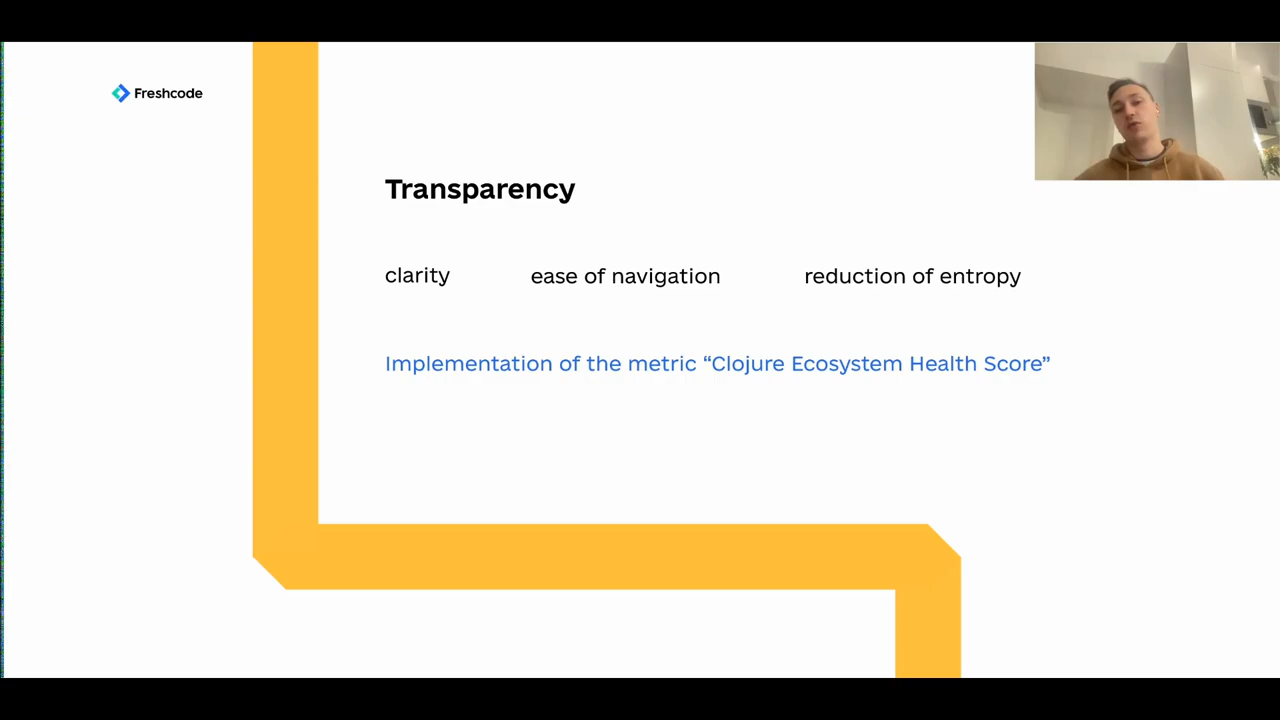 Freshcode
Transparency
clarity ease of navigation reduction of entropy
Implementation of the metric “Clojure Ecosystem Health Score”